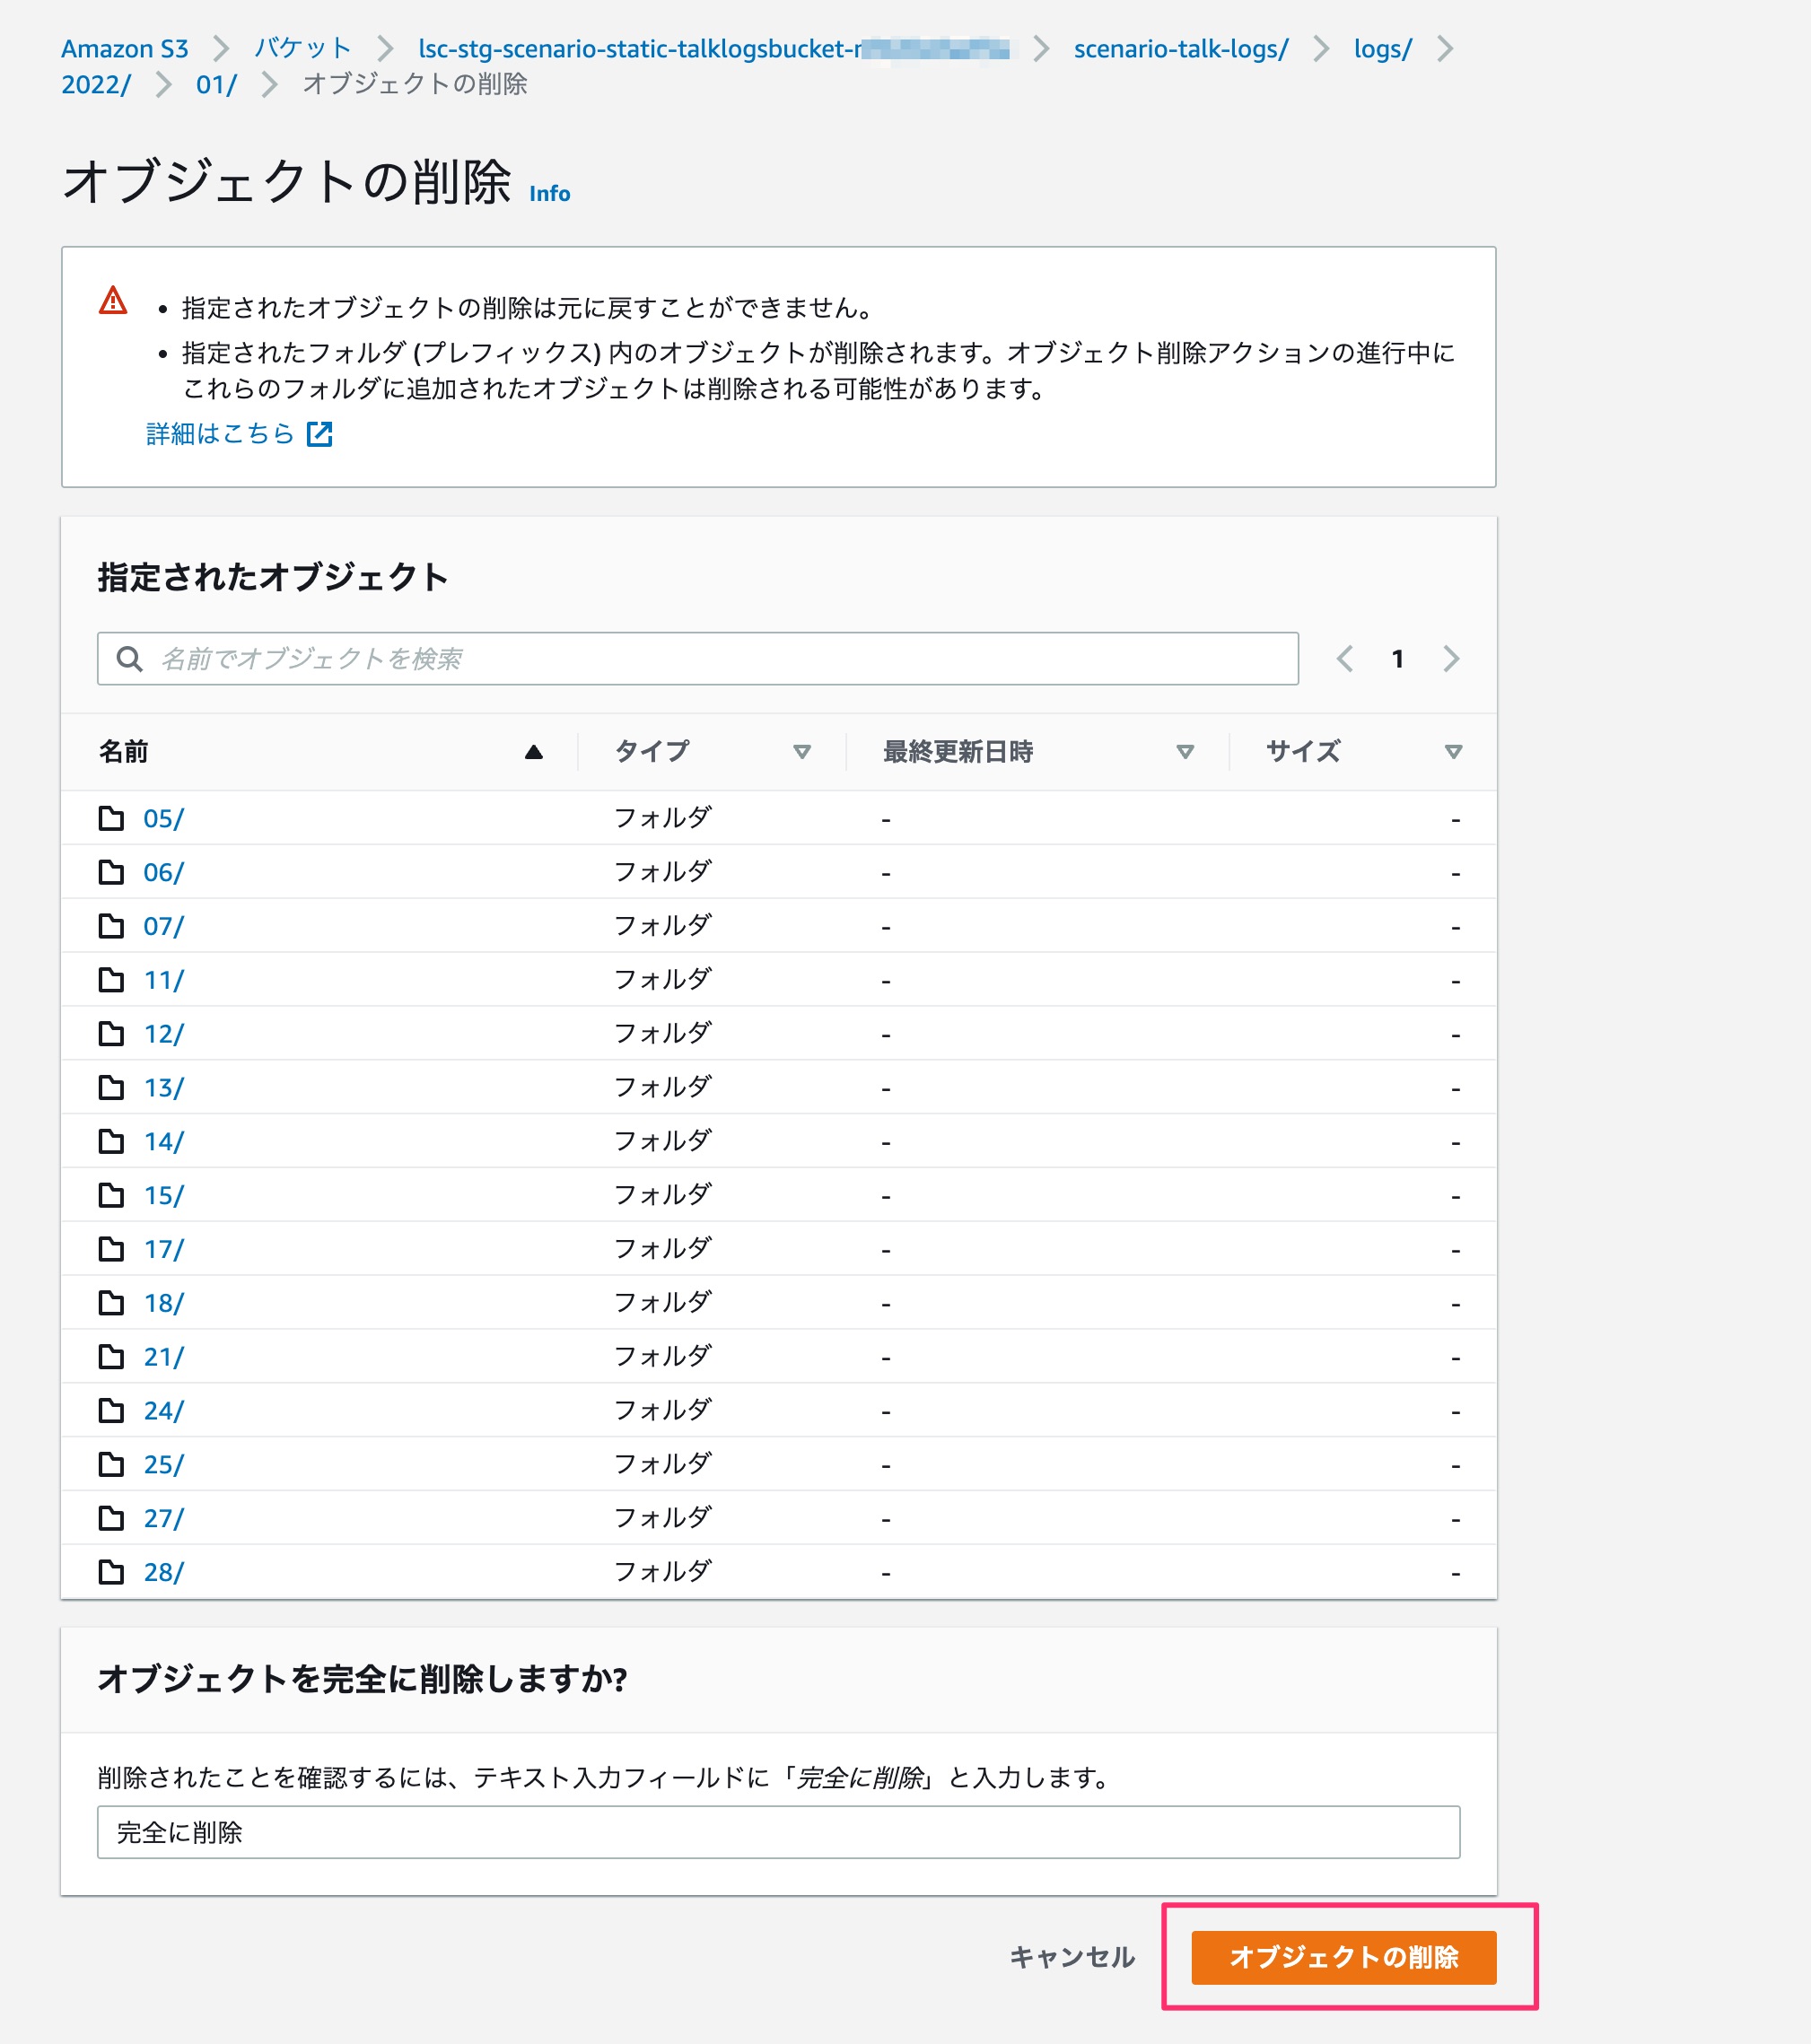 Amazon S3 > バケット > lsc-stg-scenario-static-talklogsbucket-r > scenario-talk-logs/ > logs/ >
2022/ > 01/ > オブジェクトの削除
オブジェクトの削除 Info
• 指定されたオブジェクトの削除は元に戻すことができません。
• 指定されたフォルダ (プレフィックス) 内のオブジェクトが削除されます。オブジェクト削除アクションの進行中に
これらのフォルダに追加されたオブジェクトは削除される可能性があります。
詳細はこちら
指定されたオブジェクト
名前でオブジェクトを検索 1
名前 タイプ 最終更新日時 サイズ
05/ フォルダ - -
06/ フォルダ - -
07/ フォルダ - -
11/ フォルダ - -
12/ フォルダ - -
13/ フォルダ - -
14/ フォルダ - -
15/ フォルダ - -
17/ フォルダ - -
18/ フォルダ - -
21/ フォルダ - -
24/ フォルダ - -
25/ フォルダ - -
27/ フォルダ - -
28/ フォルダ - -
オブジェクトを完全に削除しますか?
削除されたことを確認するには、テキスト入力フィールドに「完全に削除」と入力します。
完全に削除
キャンセル オブジェクトの削除